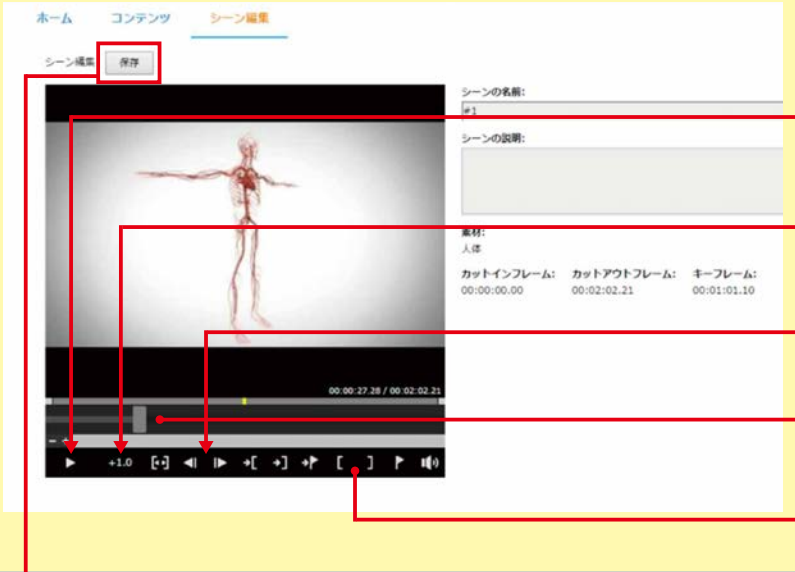 ホーム コンテンツ シーン編集
シーン編集 保存
シーンの名前:
#1
シーンの説明:
素材:
人体
カットインフレーム: カットアウトフレーム: キーフレーム:
00:00:00.00 00:02:02.21 00:01:01.10
00:00:27.28 / 00:02:02.21
+1.0